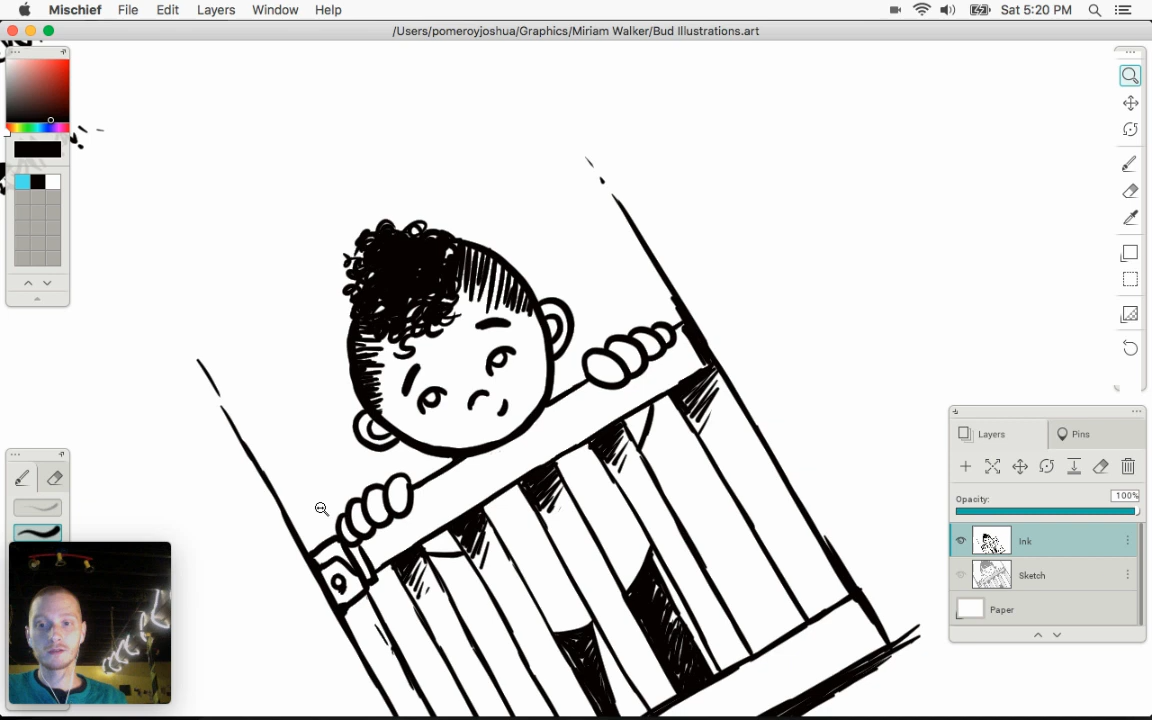 Mischief File Edit Layers Window Help Sat 5:20 PM
/Users/pomeroyjoshua/Graphics/Miriam Walker/Bud Illustrations.art
Layers Pins
Opacity: 100%
Ink
Sketch
Paper